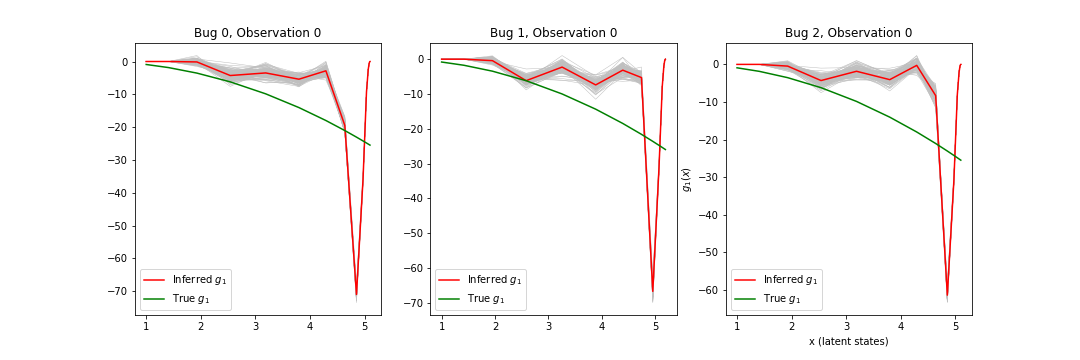 Bug 0, Observation 0
0
−10
−20
−30
−40
−50
−60
−70
1 2 3 4 5
Inferred g₁
True g₁
Bug 1, Observation 0
0
−10
−20
−30
−40
−50
−60
−70
1 2 3 4 5
Inferred g₁
True g₁
Bug 2, Observation 0
g₁(x)
0
−10
−20
−30
−40
−50
−60
1 2 3 4 5
x (latent states)
Inferred g₁
True g₁